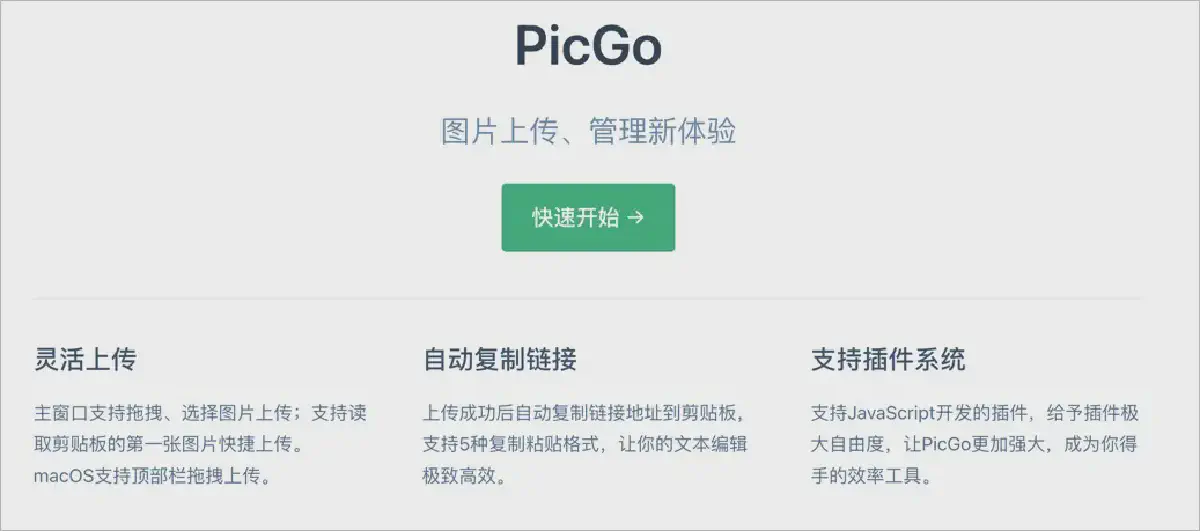 PicGo
图片上传、管理新体验
快速开始 →
灵活上传
主窗口支持拖拽、选择图片上传；支持读
取剪贴板的第一张图片快捷上传。
macOS支持顶部栏拖拽上传。
自动复制链接
上传成功后自动复制链接地址到剪贴板，
支持5种复制粘贴格式，让你的文本编辑
极致高效。
支持插件系统
支持JavaScript开发的插件，给予插件极
大自由度，让PicGo更加强大，成为你得
手的效率工具。